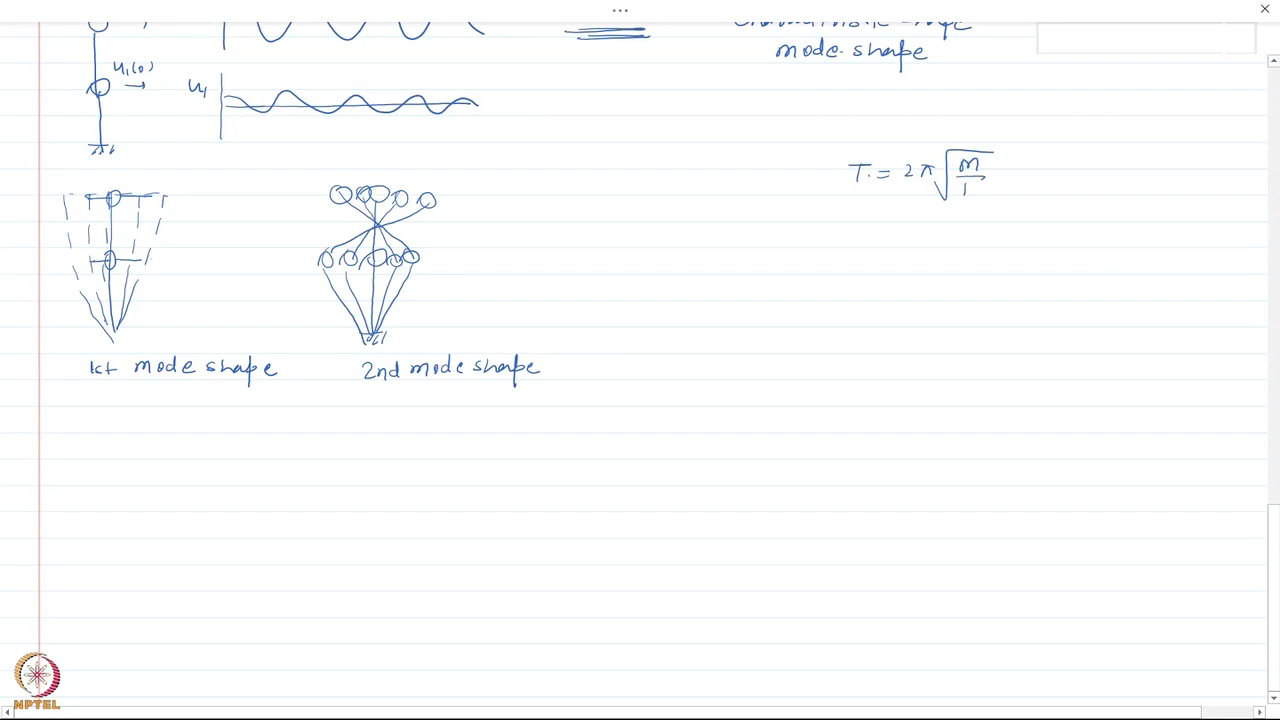 mode shape
u₁(0)
u₁
T = 2π√m
1st mode shape
2nd mode shape
NPTEL